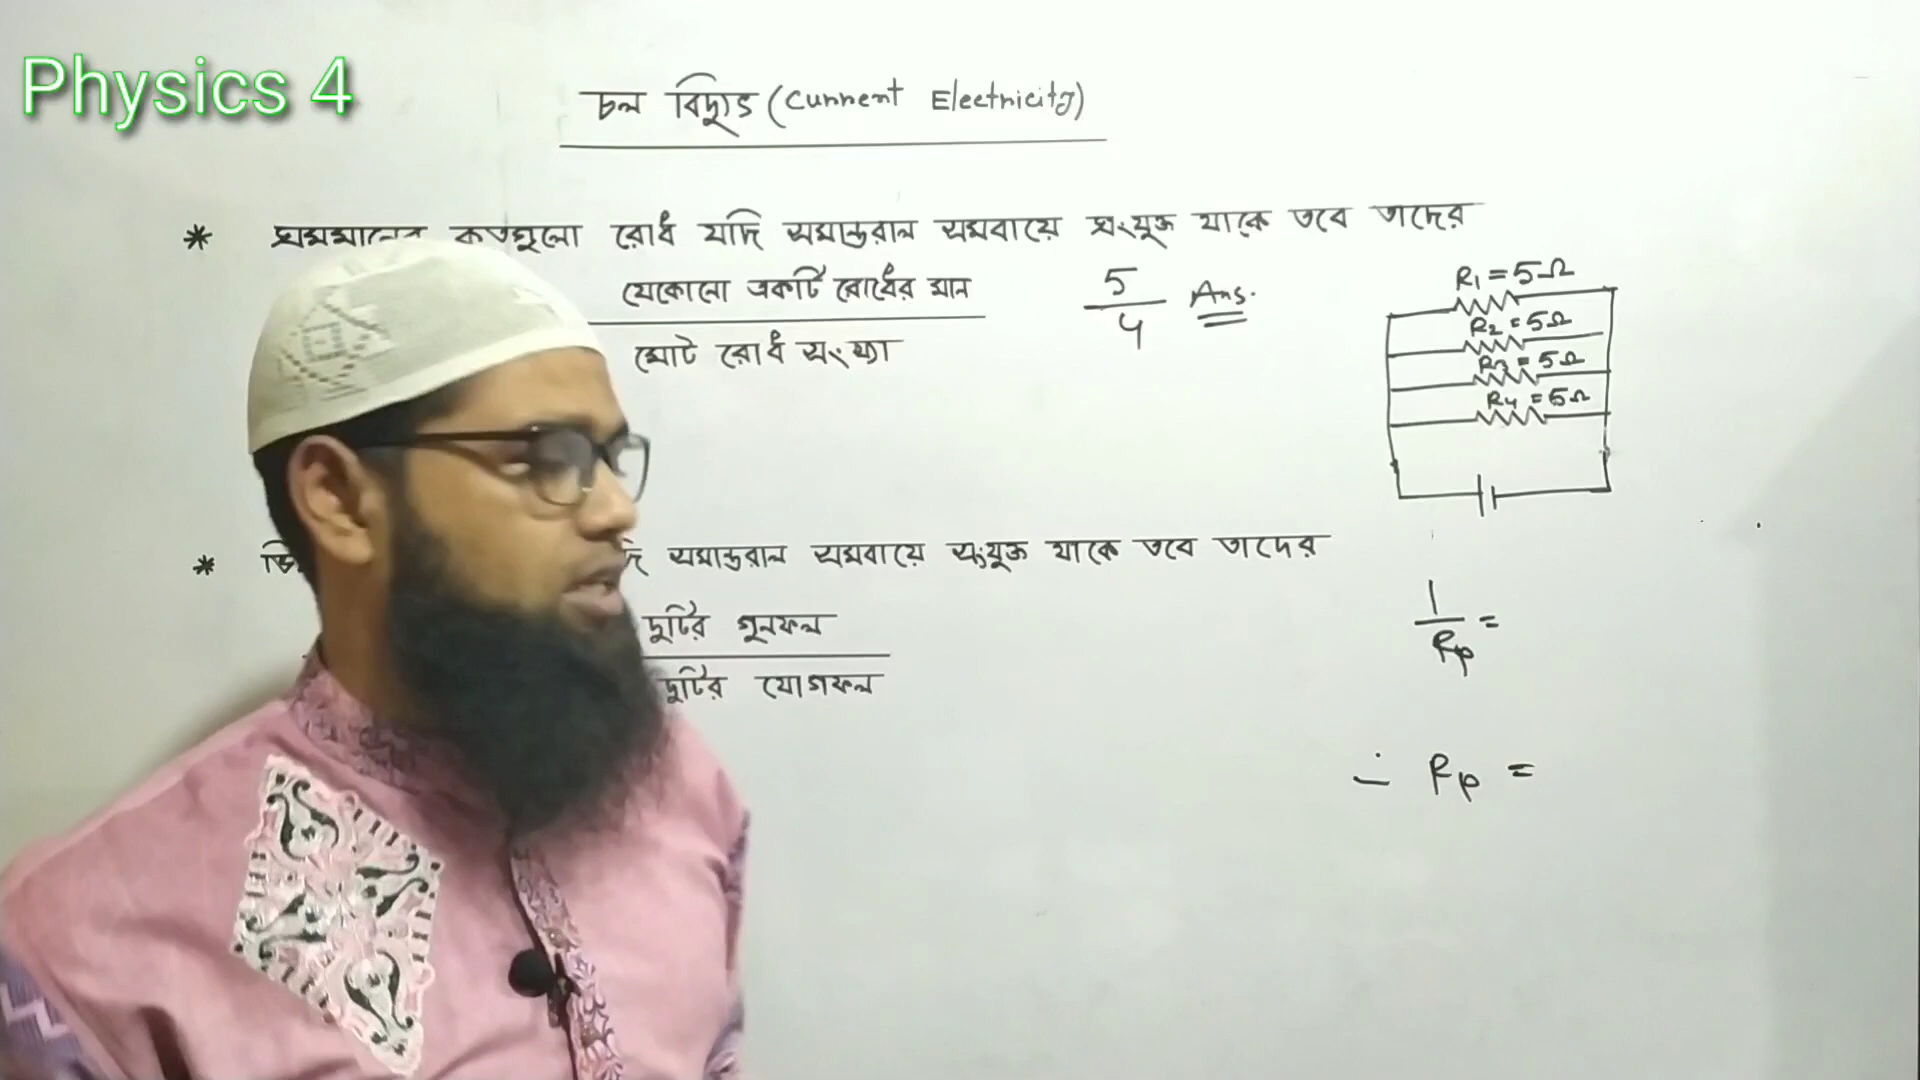 Physics 4
চল বিদ্যুৎ (Current Electricity)
* সমমানের কতগুলো রোধ যদি সমান্তরাল সমবায়ে সংযুক্ত থাকে তবে তাদের
যেকোনো একটি রোধের মান
মোট রোধ সংখ্যা
5
4
Ans.
R1 = 5Ω
R2 = 5Ω
R3 = 5Ω
R4 = 5Ω
* সমান্তরাল সমবায়ে সংযুক্ত থাকে তবে তাদের
দুটির গুনফল
দুটির যোগফল
1
Rp =
∴ Rp =